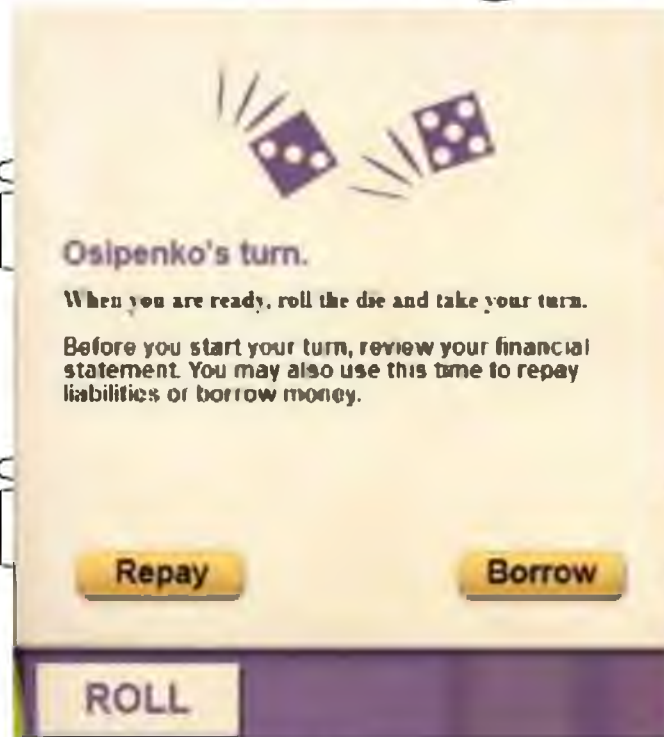 Osipenko's turn.
When you are ready, roll the die and take your turn.
Before you start your turn, review your financial
statement. You may also use this time to repay
liabilities or borrow money.
Repay
Borrow
ROLL